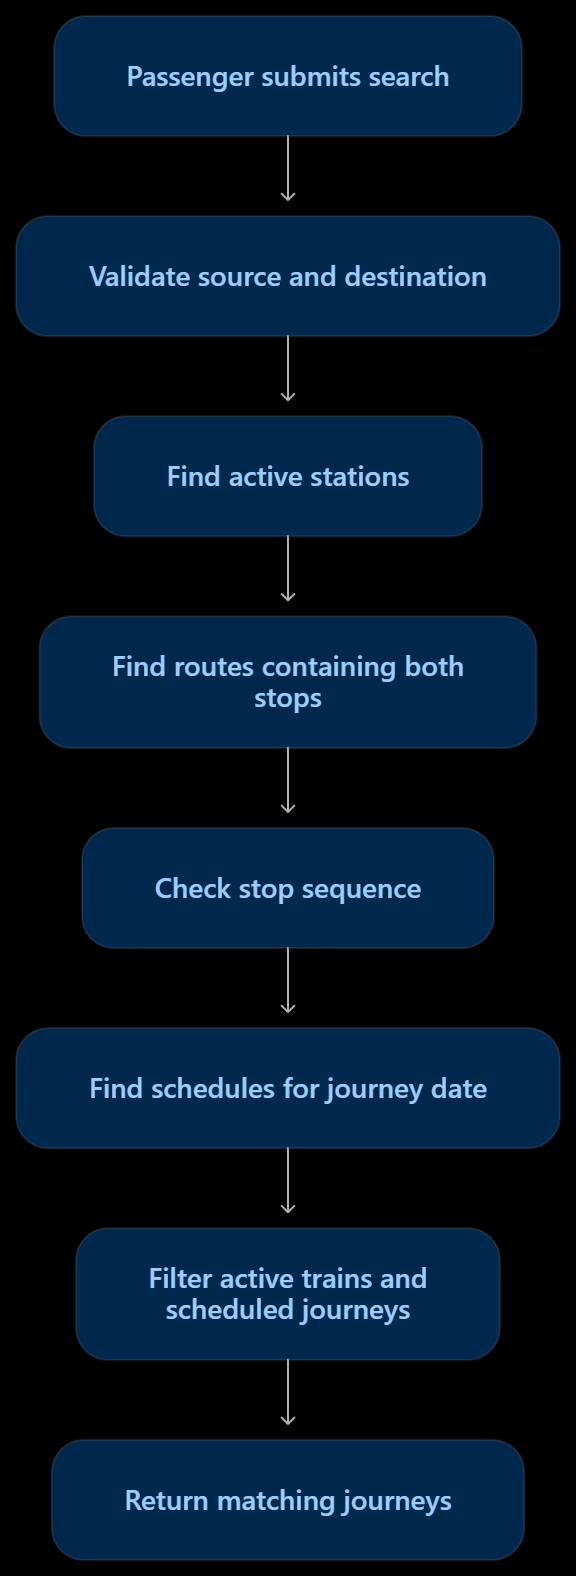 Passenger submits search
Validate source and destination
Find active stations
Find routes containing both
stops
Check stop sequence
Find schedules for journey date
Filter active trains and
scheduled journeys
Return matching journeys